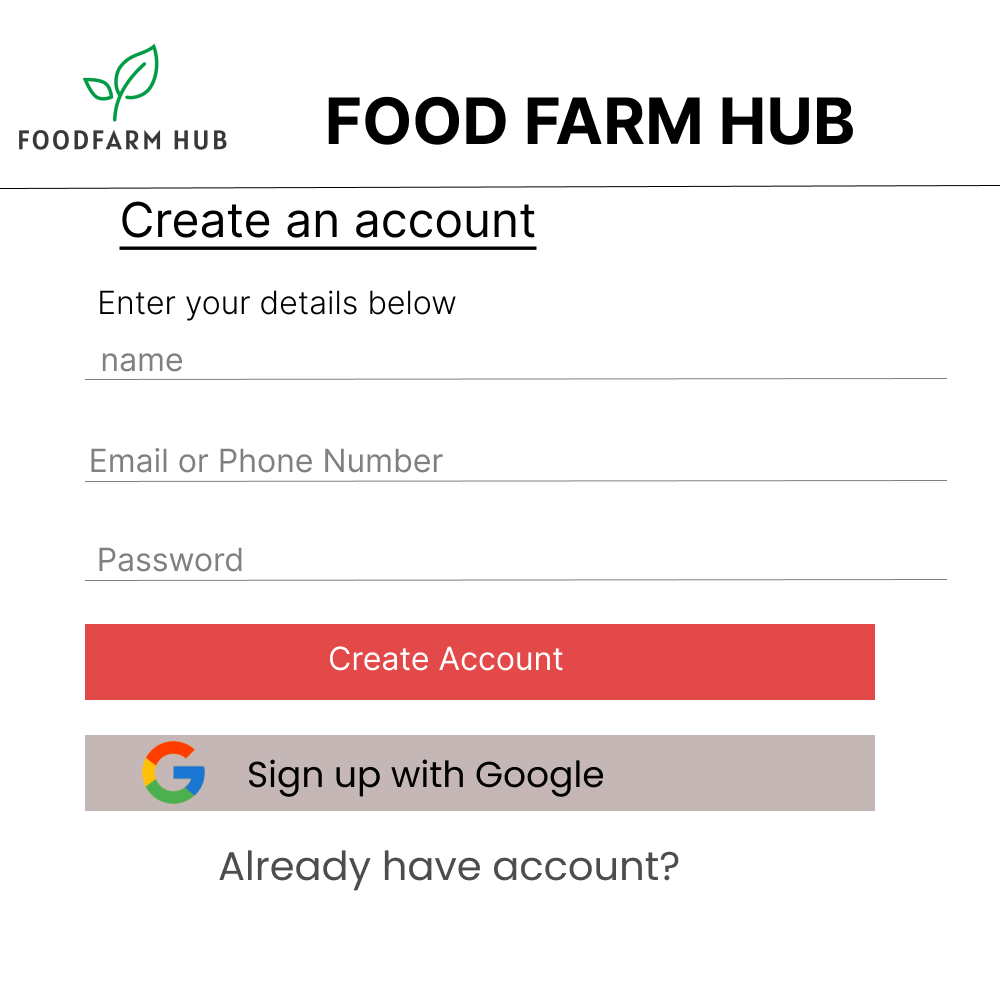 FOODFARM HUB
FOOD FARM HUB
Create an account
Enter your details below
name
Email or Phone Number
Password
Create Account
Sign up with Google
Already have account?